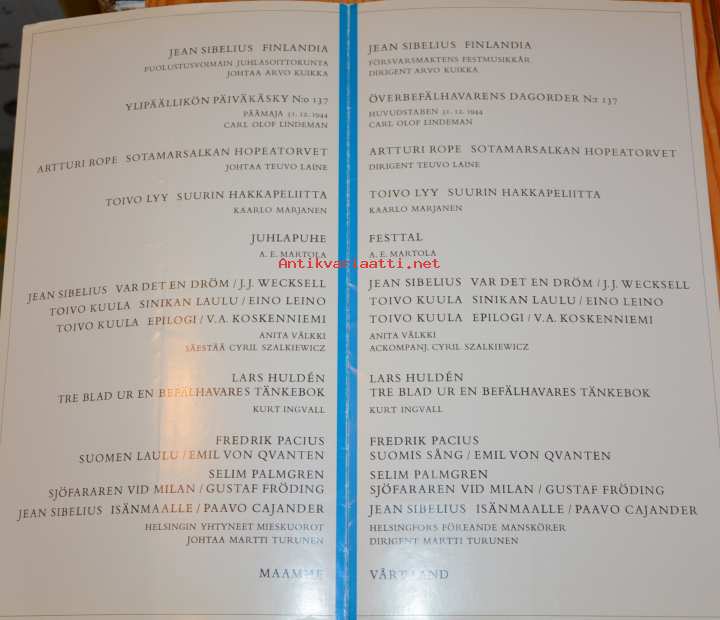 JEAN SIBELIUS FINLANDIA
PUOLUSTUSVOIMAIN JUHLASOITTOKUNTA
JOHTAA ARVO KUIKKA
YLIPÄÄLLIKÖN PÄIVÄKÄSKY N:o 137
PÄÄMAJA 31.12.1944
CARL OLOF LINDEMAN
ARTTURI ROPE SOTAMARSALKAN HOPEATORVET
JOHTAA TEUVO LAINE
TOIVO LYY SUURIN HAKKAPELIITTA
KAARLO MARJANEN
JUHLAPUHE
A. E. MARTOLA
JEAN SIBELIUS VAR DET EN DRÖM / J.J. WECKSELL
TOIVO KUULA SINIKAN LAULU / EINO LEINO
TOIVO KUULA EPILOGI / V.A. KOSKENNIEMI
ANITA VÄLKKI
SÄESTÄÄ CYRIL SZALKIEWICZ
LARS HULDÉN
TRE BLAD UR EN BEFÄLHAVARES TÄNKEBOK
KURT INGVALL
FREDRIK PACIUS
SUOMEN LAULU / EMIL VON QVANTEN
SELIM PALMGREN
SJÖFARAREN VID MILAN / GUSTAF FRÖDING
JEAN SIBELIUS ISÄNMAALLE / PAAVO CAJANDER
HELSINGIN YHTYNEET MIESKUOROT
JOHTAA MARTTI TURUNEN
MAAMME
JEAN SIBELIUS FINLANDIA
FÖRSVARSMAKTENS FESTMUSIKKÅR
DIRIGENT ARVO KUIKKA
ÖVERBEFÄLHAVARENS DAGORDER N:r 137
HUVUDSTABEN 31.12.1944
CARL OLOF LINDEMAN
ARTTURI ROPE SOTAMARSALKAN HOPEATORVET
DIRIGENT TEUVO LAINE
TOIVO LYY SUURIN HAKKAPELIITTA
KAARLO MARJANEN
FESTTAL
A. E. MARTOLA
JEAN SIBELIUS VAR DET EN DRÖM / J.J. WECKSELL
TOIVO KUULA SINIKAN LAULU / EINO LEINO
TOIVO KUULA EPILOGI / V.A. KOSKENNIEMI
ANITA VÄLKKI
ACKOMPANJ. CYRIL SZALKIEWICZ
LARS HULDÉN
TRE BLAD UR EN BEFÄLHAVARES TÄNKEBOK
KURT INGVALL
FREDRIK PACIUS
SUOMIS SÅNG / EMIL VON QVANTEN
SELIM PALMGREN
SJÖFARAREN VID MILAN / GUSTAF FRÖDING
JEAN SIBELIUS ISÄNMAALLE / PAAVO CAJANDER
HELSINGFORS FÖREANDE MANSKÖRER
DIRIGENT MARTTI TURUNEN
VÅRT LAND
Antikvariaatti.net